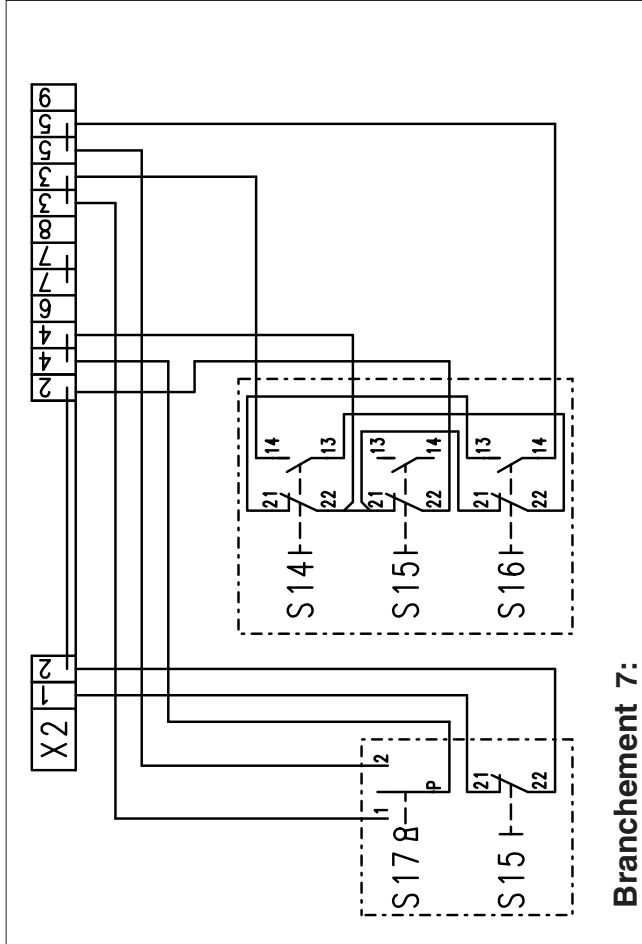 X2 1 2 2 4 4 6 7 7 8 3 3 5 5 9
21 14
S14
22 13
1 2
21 13
S17 S15
P 22 14
21 21 13
S15 S16
22 22 14
Branchement 7: